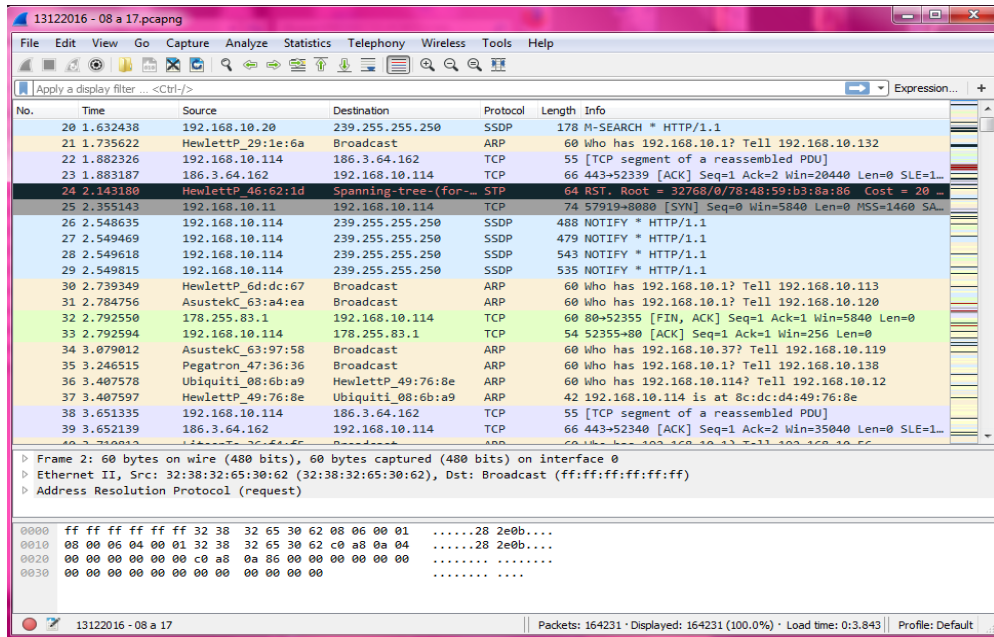 13122016 - 08 a 17.pcapng
File Edit View Go Capture Analyze Statistics Telephony Wireless Tools Help
Apply a display filter ... <Ctrl-/> Expression... +
No. Time Source Destination Protocol Length Info
20 1.632438 192.168.10.20 239.255.255.250 SSDP 178 M-SEARCH * HTTP/1.1
21 1.735622 HewlettP_29:1e:6a Broadcast ARP 60 Who has 192.168.10.1? Tell 192.168.10.132
22 1.882326 192.168.10.114 186.3.64.162 TCP 55 [TCP segment of a reassembled PDU]
23 1.883187 186.3.64.162 192.168.10.114 TCP 66 443→52339 [ACK] Seq=1 Ack=2 Win=20440 Len=0 SLE=1…
24 2.143180 HewlettP_46:62:1d Spanning-tree-(for-… STP 64 RST. Root = 32768/0/78:48:59:b3:8a:86 Cost = 20 …
25 2.355143 192.168.10.11 192.168.10.114 TCP 74 57919→8080 [SYN] Seq=0 Win=5840 Len=0 MSS=1460 SA…
26 2.548635 192.168.10.114 239.255.255.250 SSDP 488 NOTIFY * HTTP/1.1
27 2.549469 192.168.10.114 239.255.255.250 SSDP 479 NOTIFY * HTTP/1.1
28 2.549618 192.168.10.114 239.255.255.250 SSDP 543 NOTIFY * HTTP/1.1
29 2.549815 192.168.10.114 239.255.255.250 SSDP 535 NOTIFY * HTTP/1.1
30 2.739349 HewlettP_6d:dc:67 Broadcast ARP 60 Who has 192.168.10.1? Tell 192.168.10.113
31 2.784756 AsustekC_63:a4:ea Broadcast ARP 60 Who has 192.168.10.1? Tell 192.168.10.120
32 2.792550 178.255.83.1 192.168.10.114 TCP 60 80→52355 [FIN, ACK] Seq=1 Ack=1 Win=5840 Len=0
33 2.792594 192.168.10.114 178.255.83.1 TCP 54 52355→80 [ACK] Seq=1 Ack=2 Win=256 Len=0
34 3.079012 AsustekC_63:97:58 Broadcast ARP 60 Who has 192.168.10.37? Tell 192.168.10.119
35 3.246515 Pegatron_47:36:36 Broadcast ARP 60 Who has 192.168.10.1? Tell 192.168.10.138
36 3.407578 Ubiquiti_08:6b:a9 HewlettP_49:76:8e ARP 60 Who has 192.168.10.114? Tell 192.168.10.12
37 3.407597 HewlettP_49:76:8e Ubiquiti_08:6b:a9 ARP 42 192.168.10.114 is at 8c:dc:d4:49:76:8e
38 3.651335 192.168.10.114 186.3.64.162 TCP 55 [TCP segment of a reassembled PDU]
39 3.652139 186.3.64.162 192.168.10.114 TCP 66 443→52340 [ACK] Seq=1 Ack=2 Win=35040 Len=0 SLE=1…
Frame 2: 60 bytes on wire (480 bits), 60 bytes captured (480 bits) on interface 0
Ethernet II, Src: 32:38:32:65:30:62 (32:38:32:65:30:62), Dst: Broadcast (ff:ff:ff:ff:ff:ff)
Address Resolution Protocol (request)
0000 ff ff ff ff ff ff 32 38 32 65 30 62 08 06 00 01 ......28 2e0b....
0010 08 00 06 04 00 01 32 38 32 65 30 62 c0 a8 0a 04 ......28 2e0b....
0020 00 00 00 00 00 00 c0 a8 0a 86 00 00 00 00 00 00 ........ ........
0030 00 00 00 00 00 00 00 00 00 00 00 00 ........ ....
13122016 - 08 a 17 Packets: 164231 · Displayed: 164231 (100.0%) · Load time: 0:3.843 Profile: Default